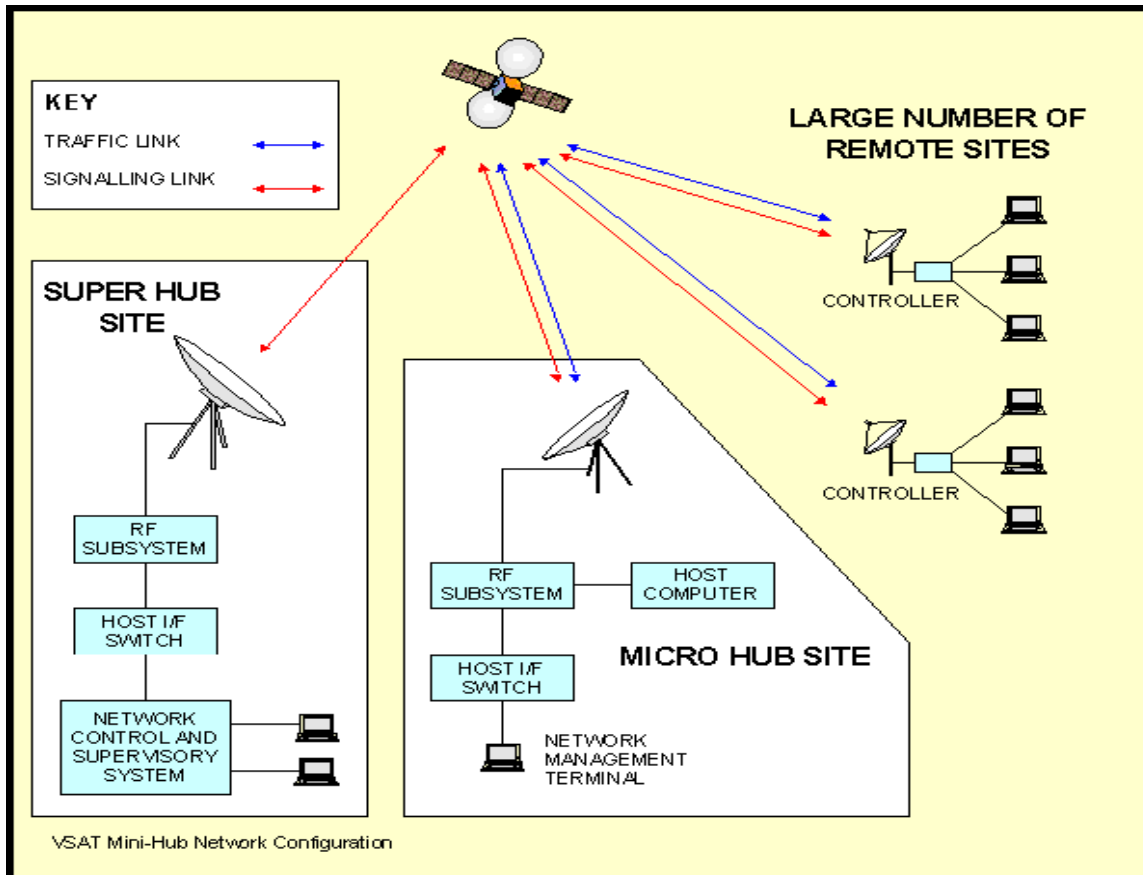 KEY
TRAFFIC LINK
SIGNALLING LINK
LARGE NUMBER OF
REMOTE SITES
CONTROLLER
CONTROLLER
SUPER HUB
SITE
RF
SUBSYSTEM
HOST I/F
SWITCH
NETWORK
CONTROL AND
SUPERVISORY
SYSTEM
RF
SUBSYSTEM
HOST
COMPUTER
MICRO HUB SITE
HOST I/F
SWITCH
NETWORK
MANAGEMENT
TERMINAL
VSAT Mini-Hub Network Configuration